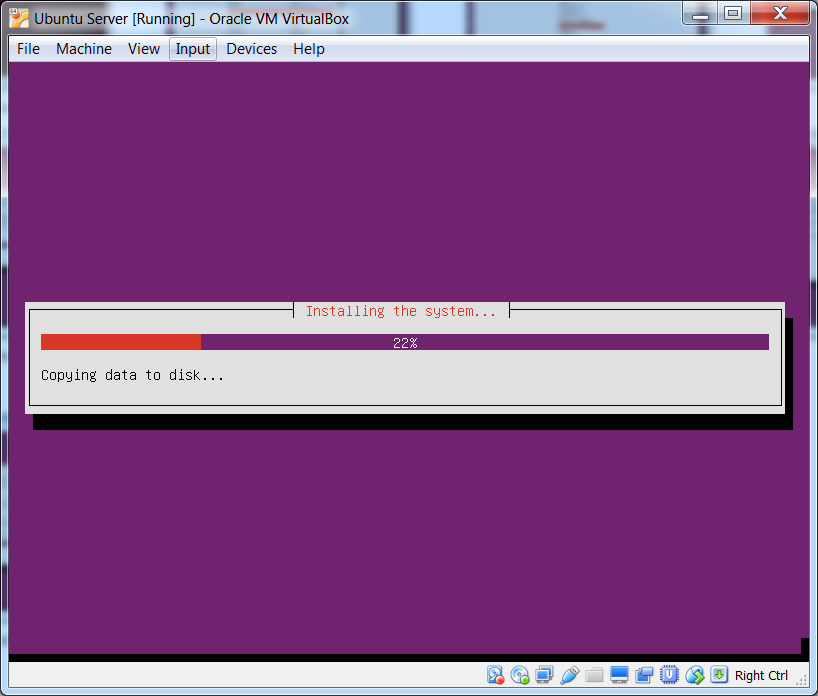 Ubuntu Server [Running] - Oracle VM VirtualBox
File Machine View Input Devices Help
Installing the system...
22%
Copying data to disk...
Right Ctrl